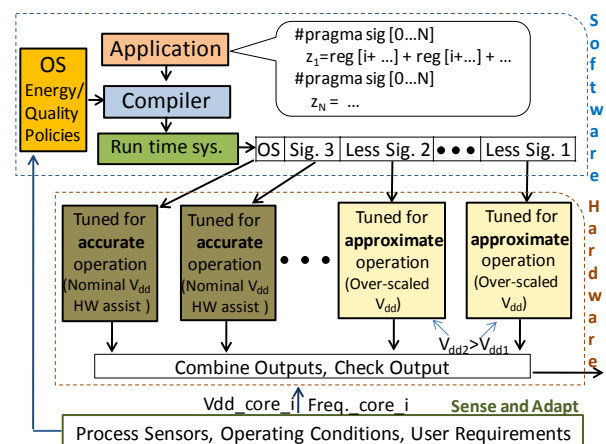 Application
#pragma sig [0...N]
z1=reg [i+ ...] + reg [i+...] + ...
#pragma sig [0...N]
zN = ...
OS
Energy/
Quality
Policies
Compiler
Run time sys.
OS Sig. 3 Less Sig. 2 ●●● Less Sig. 1
Software
Tuned for
accurate
operation
(Nominal Vdd
HW assist )
Tuned for
accurate
operation
(Nominal Vdd
HW assist )
●●●
Tuned for
approximate
operation
(Over-scaled
Vdd)
Tuned for
approximate
operation
(Over-scaled
Vdd)
Hardware
Vdd2>Vdd1
Combine Outputs, Check Output
Vdd_core_i Freq._core_i
Sense and Adapt
Process Sensors, Operating Conditions, User Requirements